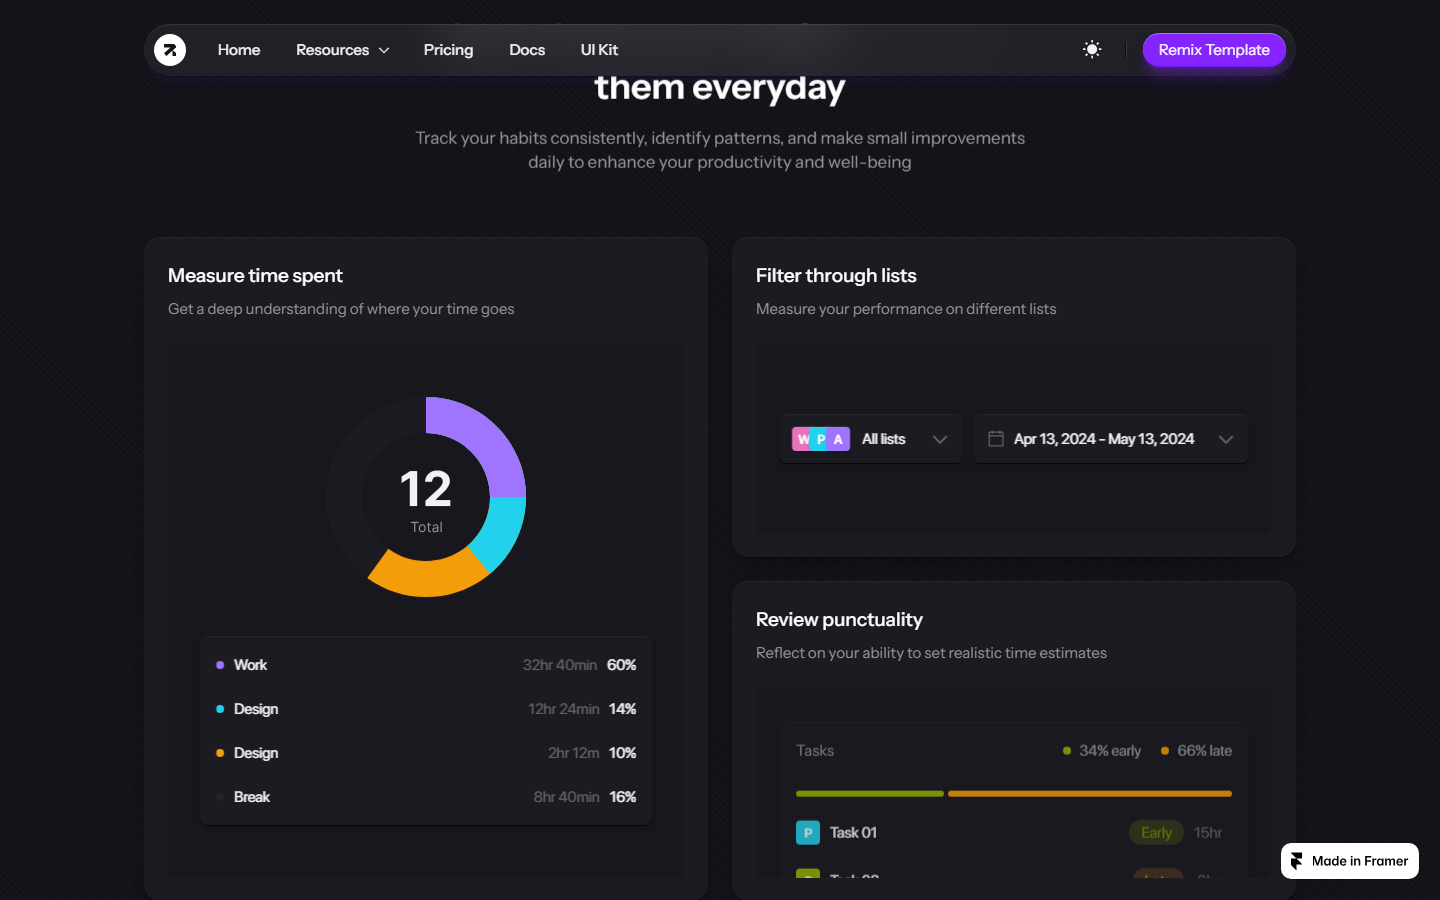 Home Resources Pricing Docs UI Kit Remix Template
them everyday
Track your habits consistently, identify patterns, and make small improvements
daily to enhance your productivity and well-being
Measure time spent
Get a deep understanding of where your time goes
12
Total
Work 32hr 40min 60%
Design 12hr 24min 14%
Design 2hr 12m 10%
Break 8hr 40min 16%
Filter through lists
Measure your performance on different lists
W P A All lists Apr 13, 2024 - May 13, 2024
Review punctuality
Reflect on your ability to set realistic time estimates
Tasks 34% early 66% late
P Task 01 Early 15hr
Made in Framer